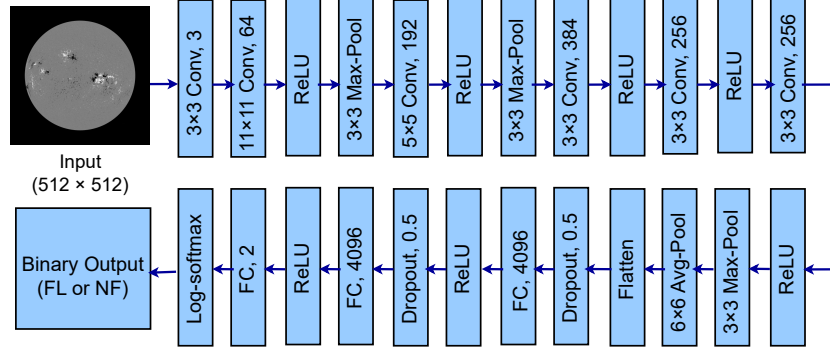 3×3 Conv, 3
11×11 Conv, 64
ReLU
3×3 Max-Pool
5×5 Conv, 192
ReLU
3×3 Max-Pool
3×3 Conv, 384
ReLU
3×3 Conv, 256
ReLU
3×3 Conv, 256
Input
(512 × 512)
ReLU
3×3 Max-Pool
6×6 Avg-Pool
Flatten
Dropout, 0.5
FC, 4096
ReLU
Dropout, 0.5
FC, 4096
ReLU
FC, 2
Log-softmax
Binary Output
(FL or NF)